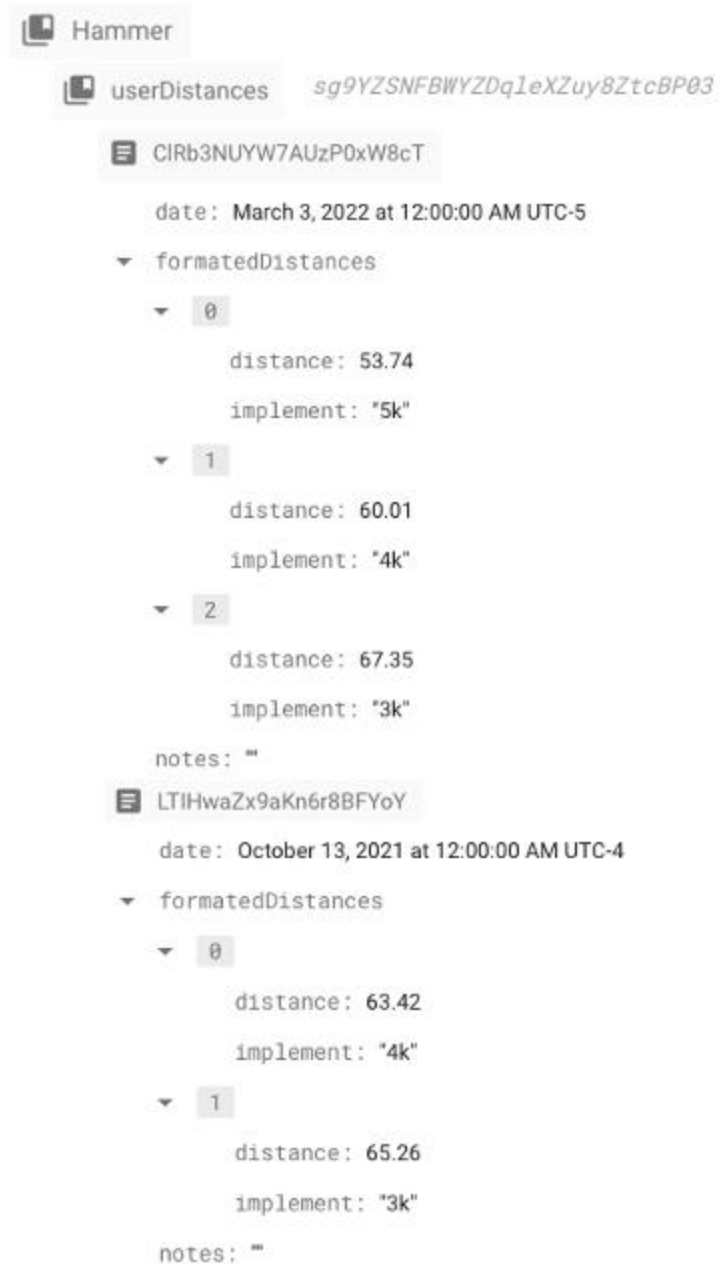 Hammer
userDistances sg9YZSNFBWYZDqleXZuy8ZtcBP03
ClRb3NUYW7AUzP0xW8cT
date: March 3, 2022 at 12:00:00 AM UTC-5
formatedDistances
0
distance: 53.74
implement: "5k"
1
distance: 60.01
implement: "4k"
2
distance: 67.35
implement: "3k"
notes: ""
LTlHwaZx9aKn6r8BFYoY
date: October 13, 2021 at 12:00:00 AM UTC-4
formatedDistances
0
distance: 63.42
implement: "4k"
1
distance: 65.26
implement: "3k"
notes: ""